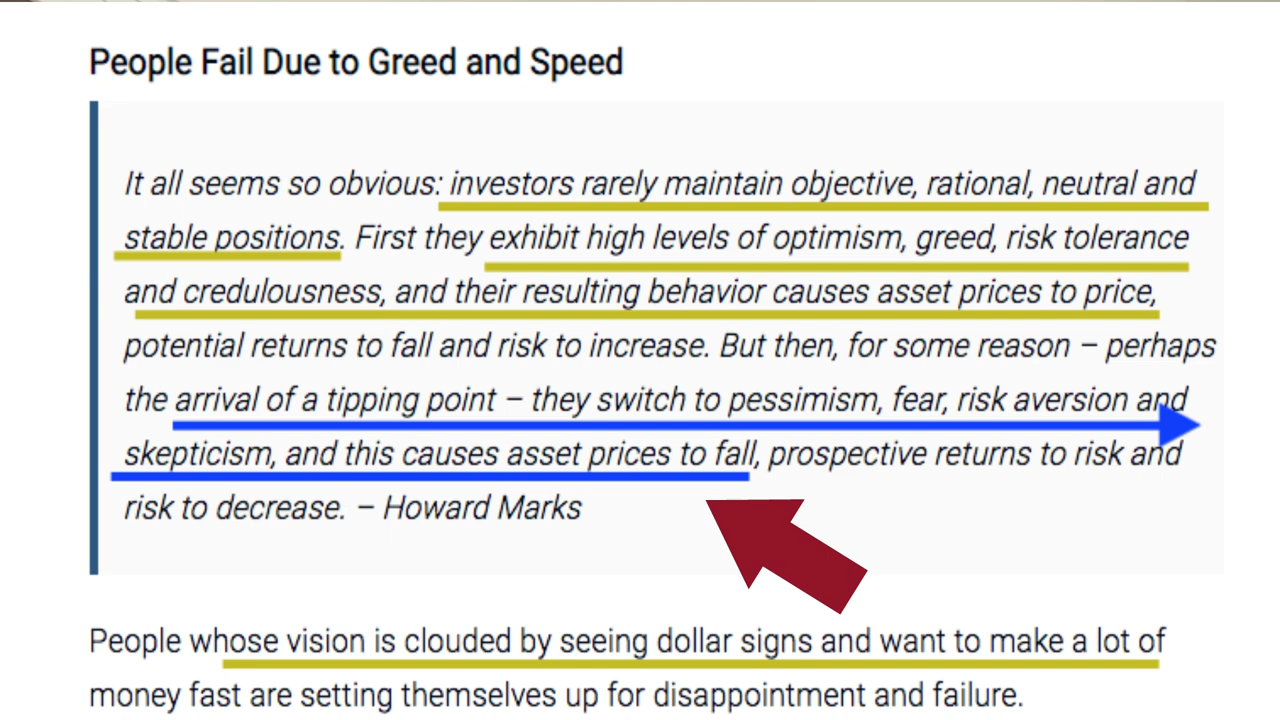 People Fail Due to Greed and Speed
It all seems so obvious: investors rarely maintain objective, rational, neutral and
stable positions. First they exhibit high levels of optimism, greed, risk tolerance
and credulousness, and their resulting behavior causes asset prices to price,
potential returns to fall and risk to increase. But then, for some reason – perhaps
the arrival of a tipping point – they switch to pessimism, fear, risk aversion and
skepticism, and this causes asset prices to fall, prospective returns to risk and
risk to decrease. – Howard Marks
People whose vision is clouded by seeing dollar signs and want to make a lot of
money fast are setting themselves up for disappointment and failure.